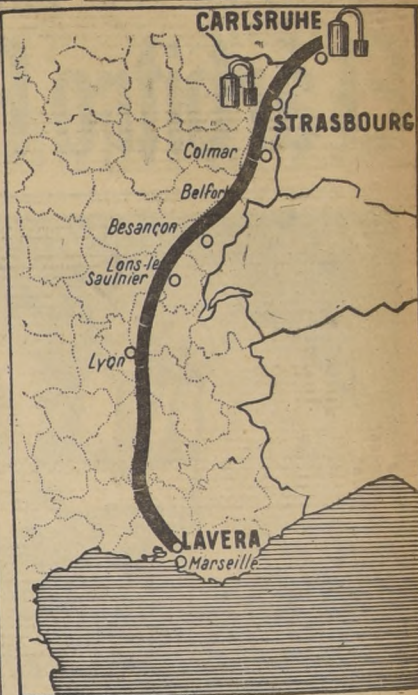 CARLSRUHE
STRASBOURG
Colmar
Belfort
Besançon
Lons-le
Saulnier
Lyon
LAVERA
Marseille